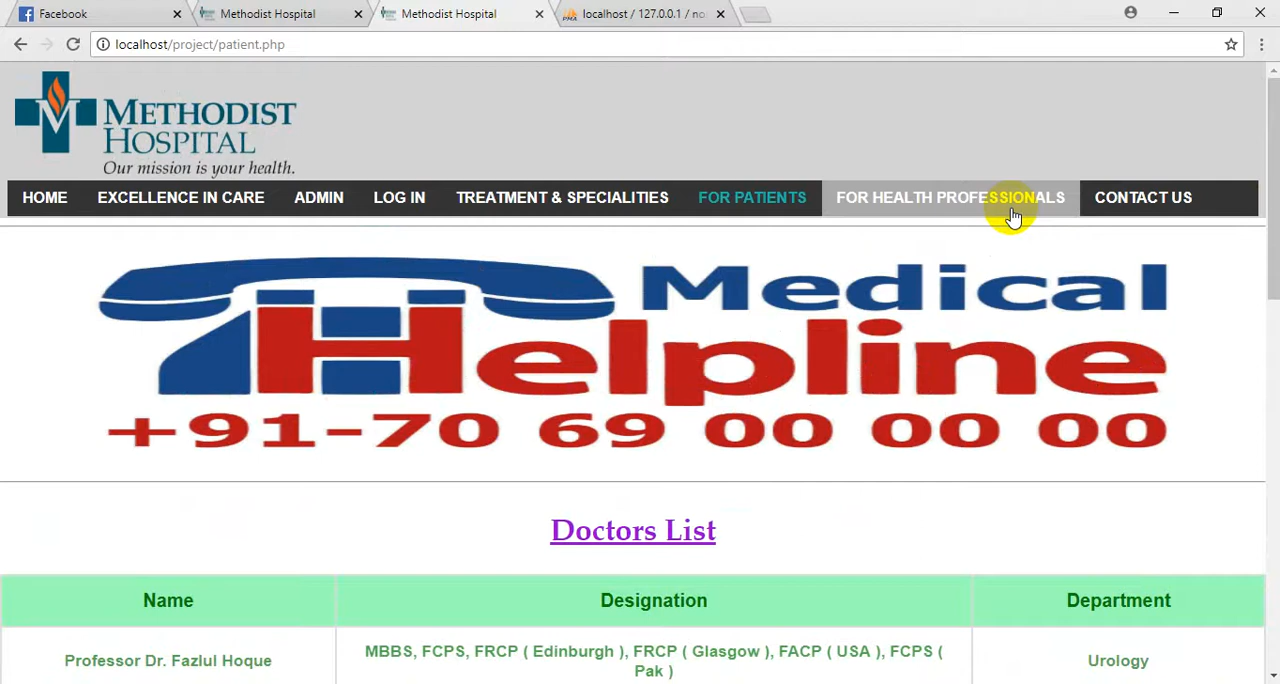 Facebook
Methodist Hospital
Methodist Hospital
PMA localhost / 127.0.0.1 / no
localhost/project/patient.php
METHODIST
HOSPITAL
Our mission is your health.
HOME EXCELLENCE IN CARE ADMIN LOG IN TREATMENT & SPECIALITIES FOR PATIENTS FOR HEALTH PROFESSIONALS CONTACT US
Medical
Helpline
+91-70 69 00 00 00
Doctors List
Name Designation Department
Professor Dr. Fazlul Hoque MBBS, FCPS, FRCP ( Edinburgh ), FRCP ( Glasgow ), FACP ( USA ), FCPS ( Urology
Pak )